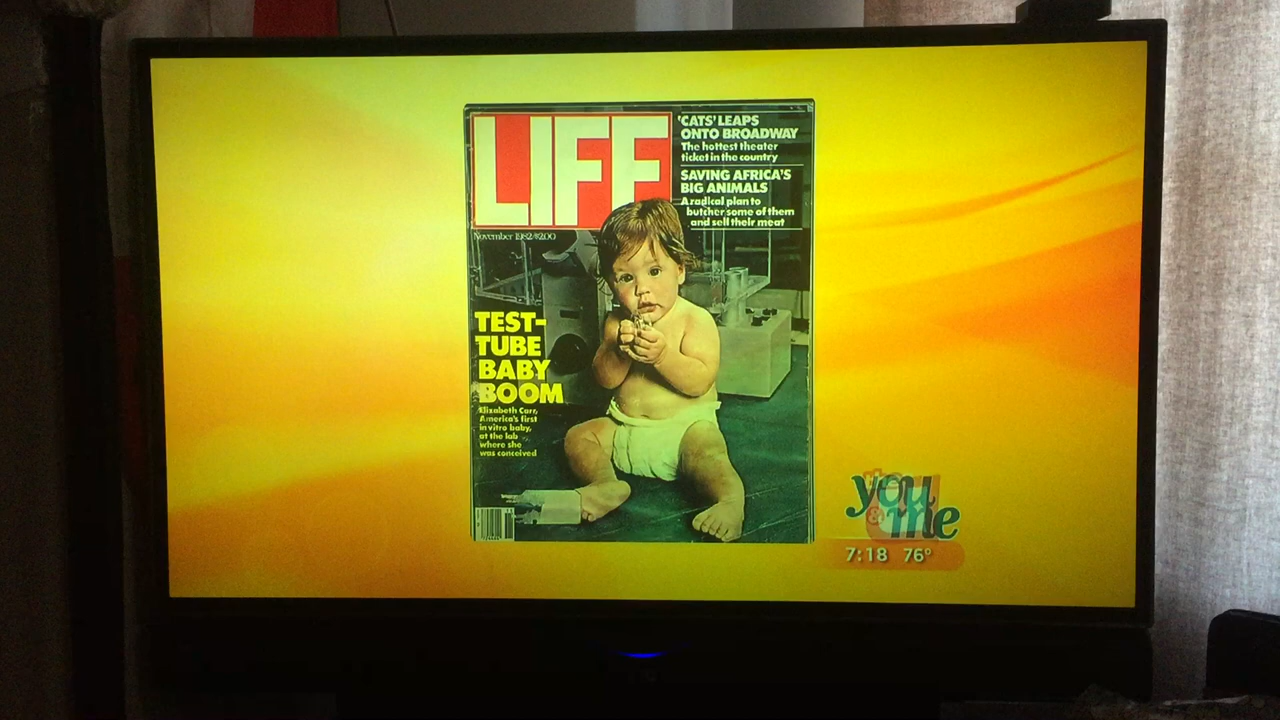 LIFE
'CATS' LEAPS
ONTO BROADWAY
The hottest theater
ticket in the country
SAVING AFRICA'S
BIG ANIMALS
A radical plan to
butcher some of them
and sell their meat
November 1982/$2.00
TEST-
TUBE
BABY
BOOM
Elizabeth Carr,
America's first
in vitro baby,
at the lab
where she
was conceived
you
& me
7:18 76°